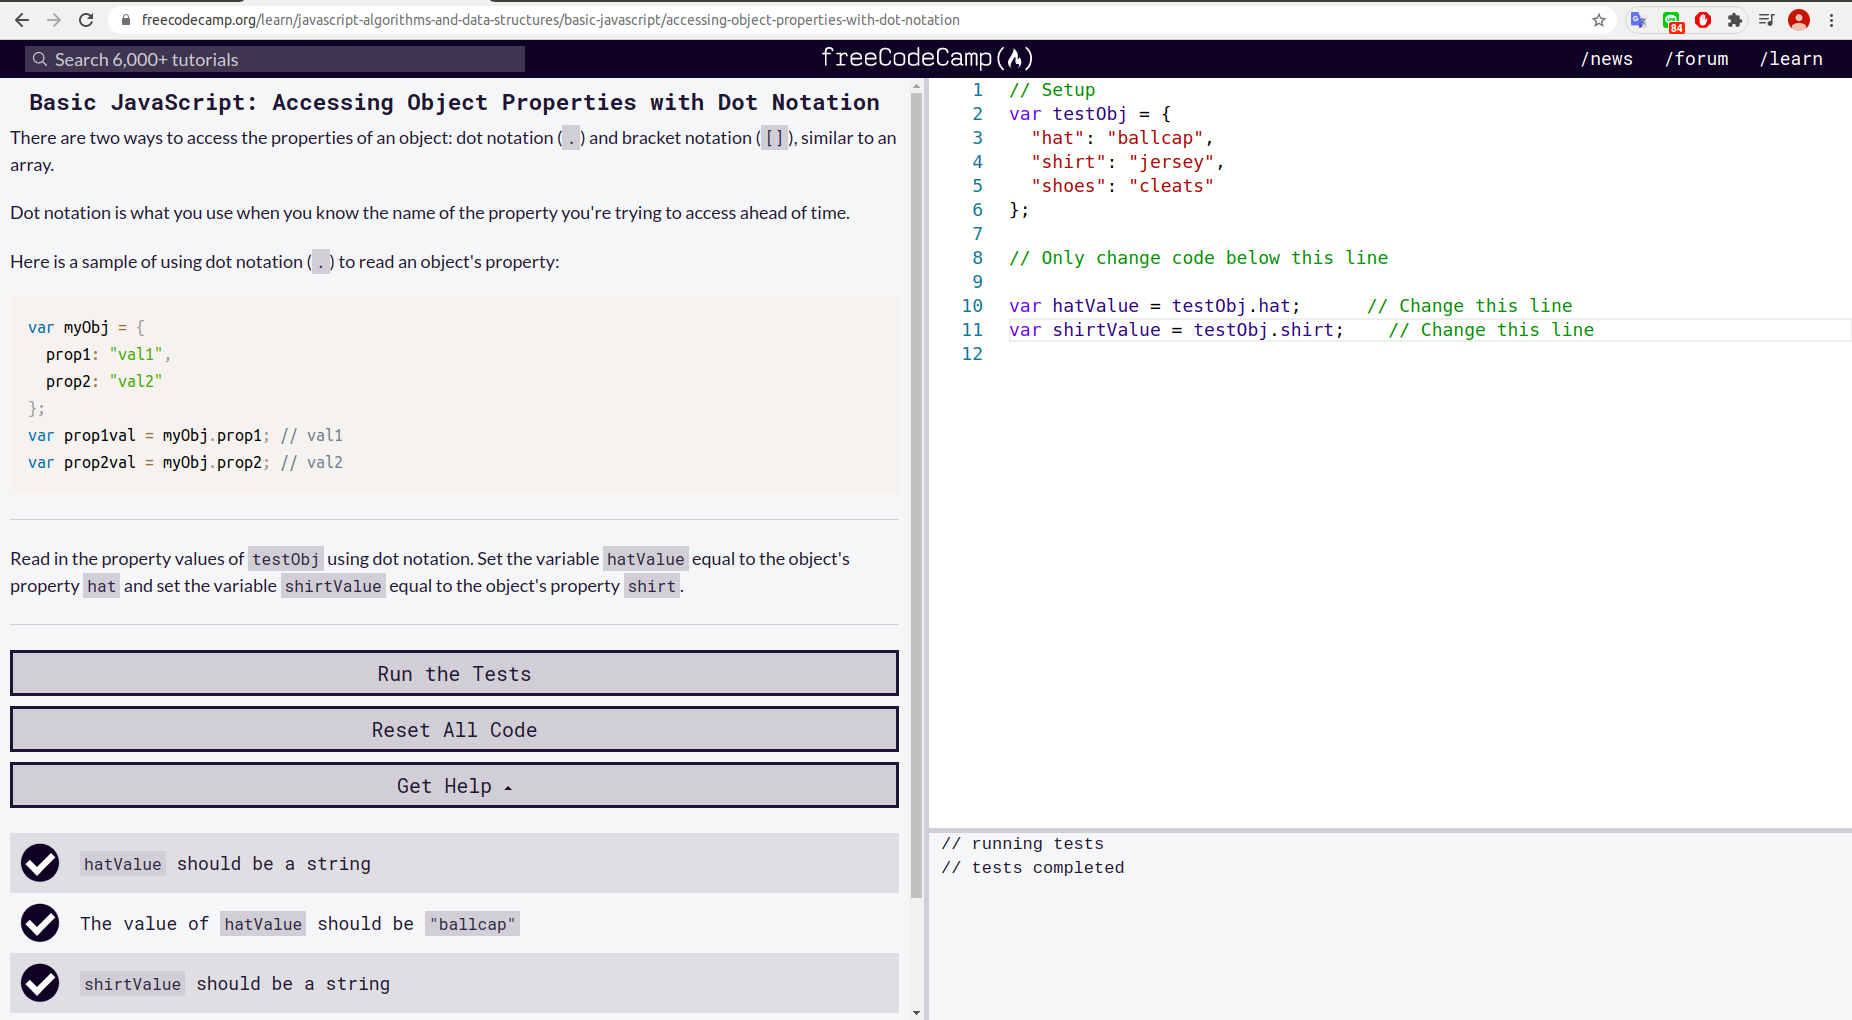 freecodecamp.org/learn/javascript-algorithms-and-data-structures/basic-javascript/accessing-object-properties-with-dot-notation
84
Search 6,000+ tutorials
freeCodeCamp(🔥)
/news /forum /learn
Basic JavaScript: Accessing Object Properties with Dot Notation
There are two ways to access the properties of an object: dot notation (.) and bracket notation ([]), similar to an
array.
Dot notation is what you use when you know the name of the property you're trying to access ahead of time.
Here is a sample of using dot notation (.) to read an object's property:
var myObj = {
  prop1: "val1",
  prop2: "val2"
};
var prop1val = myObj.prop1; // val1
var prop2val = myObj.prop2; // val2
Read in the property values of testObj using dot notation. Set the variable hatValue equal to the object's
property hat and set the variable shirtValue equal to the object's property shirt.
Run the Tests
Reset All Code
Get Help
hatValue should be a string
The value of hatValue should be "ballcap"
shirtValue should be a string
1 // Setup
2 var testObj = {
3   "hat": "ballcap",
4   "shirt": "jersey",
5   "shoes": "cleats"
6 };
7
8 // Only change code below this line
9
10 var hatValue = testObj.hat;      // Change this line
11 var shirtValue = testObj.shirt;    // Change this line
12
// running tests
// tests completed